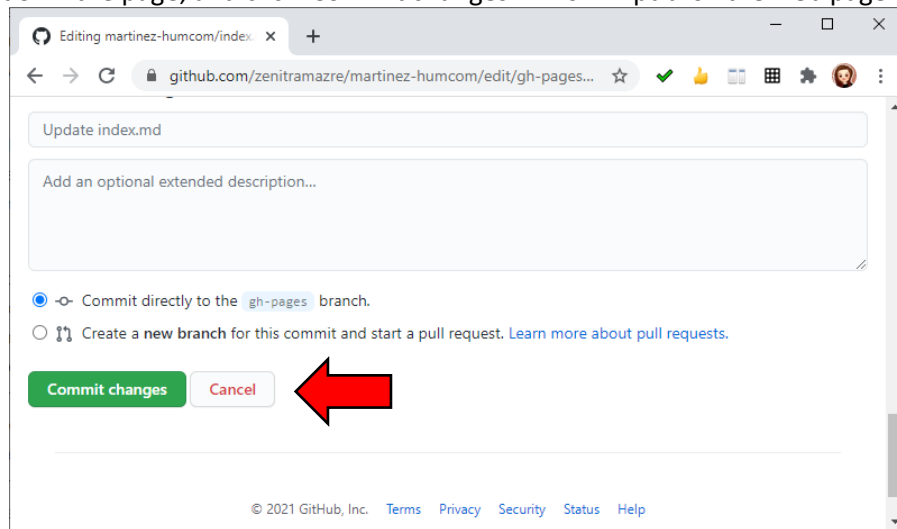 Editing martinez-humcom/index.
github.com/zenitramazre/martinez-humcom/edit/gh-pages...
Update index.md
Add an optional extended description...
Commit directly to the gh-pages branch.
Create a new branch for this commit and start a pull request. Learn more about pull requests.
Commit changes Cancel
© 2021 GitHub, Inc. Terms Privacy Security Status Help